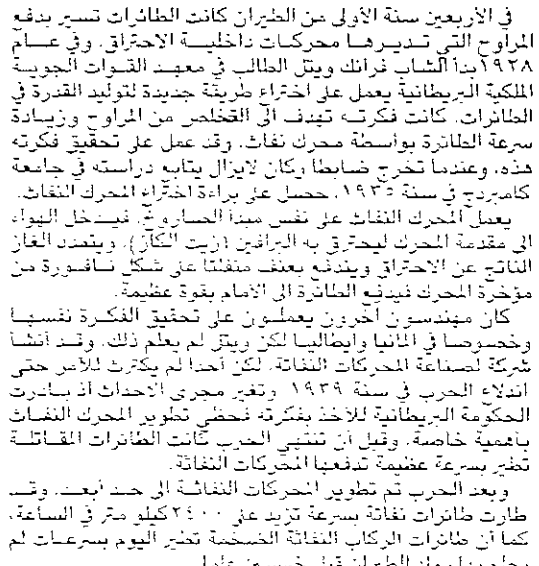 في الأربعين سنة الأولى من الطيران كانت الطائرات تسير بدفع
المراوح التي تديرها محركات داخلية الاحتراق. وفي عام
١٩٢٨ بدأ الشاب فرانك ويتل الطالب في معهد القوات الجوية
الملكية البريطانية يعمل على اختراع طريقة جديدة لتوليد القدرة في
الطائرات. كانت فكرته تهدف الى التخلص من المراوح وزيادة
سرعة الطائرة بواسطة محرك نفاث. وقد عمل على تحقيق فكرته
هذه، وعندما تخرج ضابطا وكان لايزال يتابع دراسته في جامعة
كامبردج في سنة ١٩٣٥، حصل على براءة اختراع المحرك النفاث.
يعمل المحرك النفاث على نفس مبدأ الصاروخ، فيدخل الهواء
الى مقدمة المحرك ليحترق به البرافين (زيت الكاز). ويتمدد الغاز
الناتج عن الاحتراق ويندفع بعنف منفلتا على شكل نافورة من
مؤخرة المحرك فيدفع الطائرة الى الأمام بقوة عظيمة.
كان مهندسون آخرون يعملون على تحقيق الفكرة نفسها
وخصوصا في المانيا وايطاليا لكن ويتل لم يعلم ذلك. وقد أنشأ
شركة لصناعة المحركات النفاثة، لكن أحدا لم يكترث للأمر حتى
اندلاع الحرب في سنة ١٩٣٩ وتغير مجرى الاحداث اذ بادرت
الحكومة البريطانية للأخذ بفكرته فحظي تطوير المحرك النفاث
بأهمية خاصة. وقبل أن تنتهي الحرب كانت الطائرات المقاتلة
تطير بسرعة عظيمة تدفعها المحركات النفاثة.
وبعد الحرب تم تطوير المحركات النفاثة الى حد أبعد. وقد
طارت طائرات نفاثة بسرعة تزيد على ٢٤٠٠ كيلو متر في الساعة،
كما أن طائرات الركاب النفاثة الضخمة تطير اليوم بسرعات لم